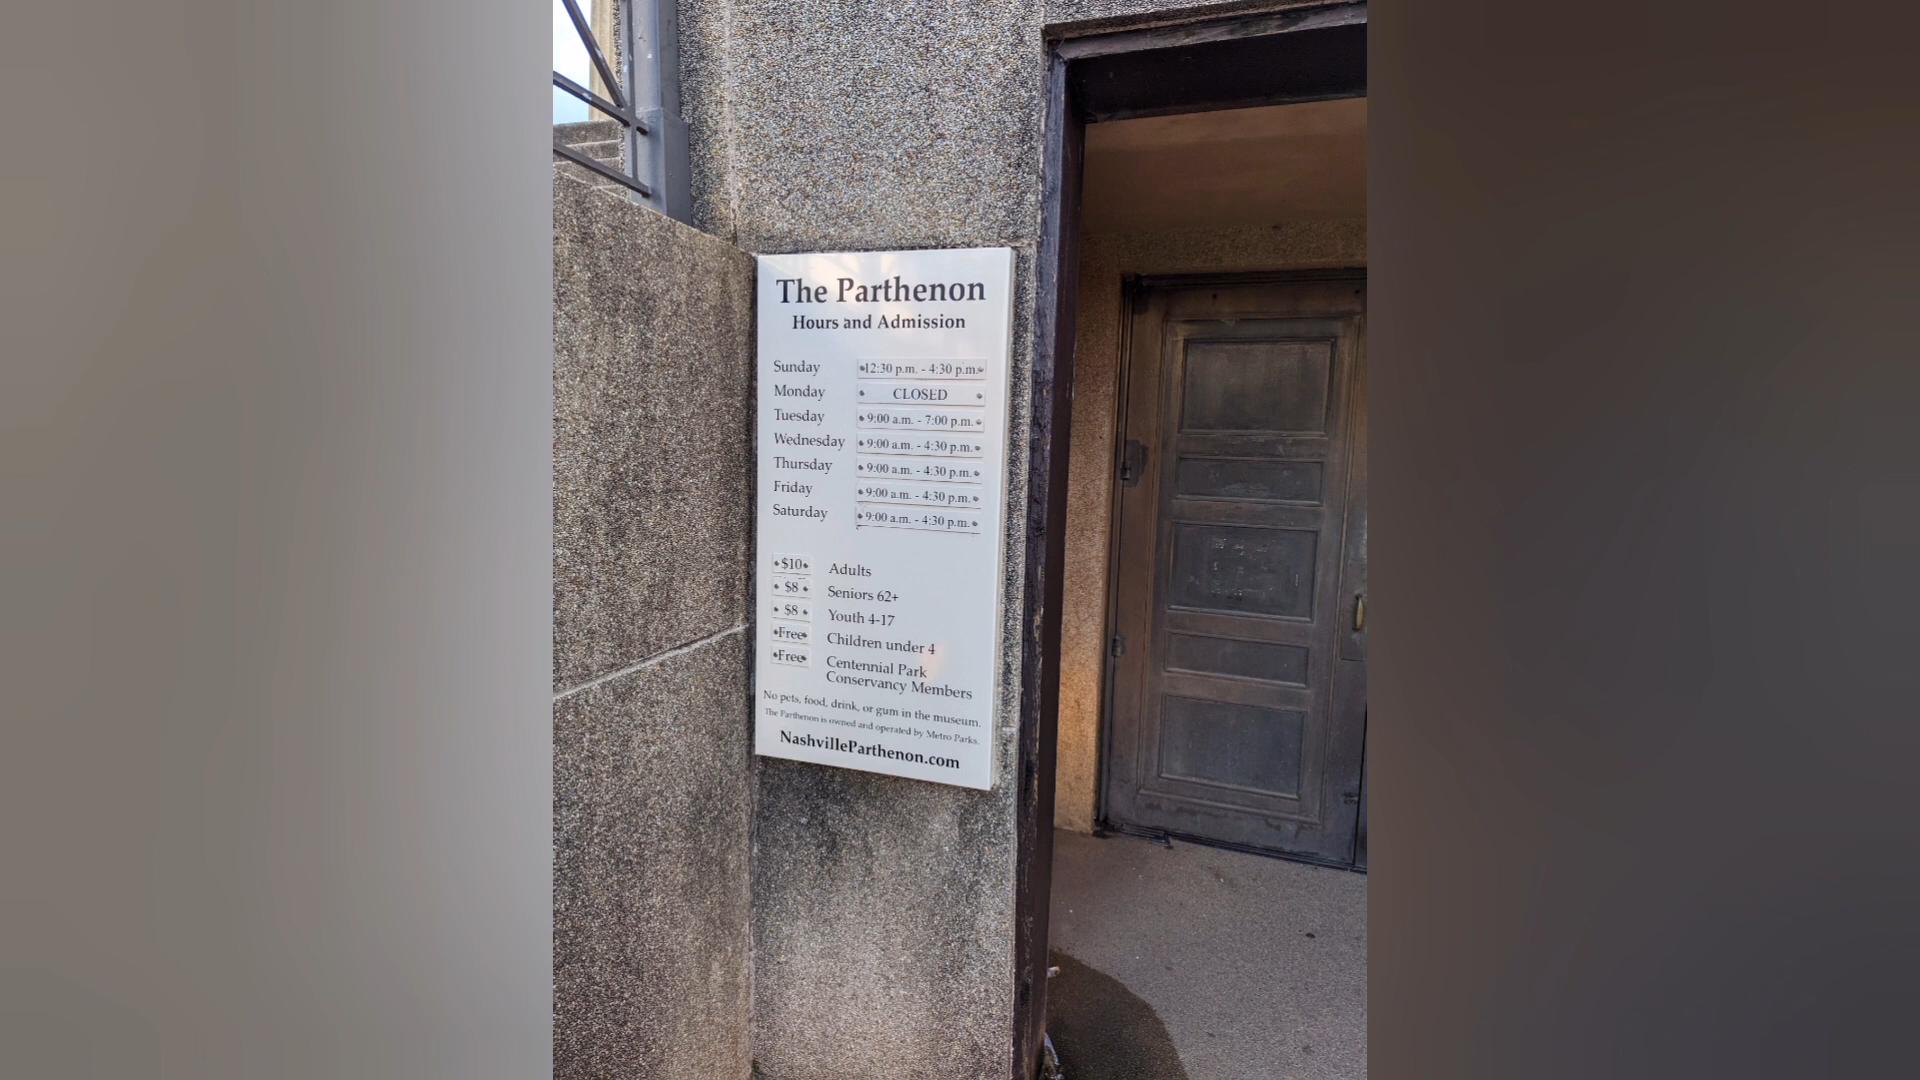 The Parthenon
Hours and Admission
Sunday 12:30 p.m. - 4:30 p.m.
Monday CLOSED
Tuesday 9:00 a.m. - 7:00 p.m.
Wednesday 9:00 a.m. - 4:30 p.m.
Thursday 9:00 a.m. - 4:30 p.m.
Friday 9:00 a.m. - 4:30 p.m.
Saturday 9:00 a.m. - 4:30 p.m.
$10 Adults
$8 Seniors 62+
$8 Youth 4-17
Free Children under 4
Free Centennial Park
Conservancy Members
No pets, food, drink, or gum in the museum.
The Parthenon is owned and operated by Metro Parks.
NashvilleParthenon.com